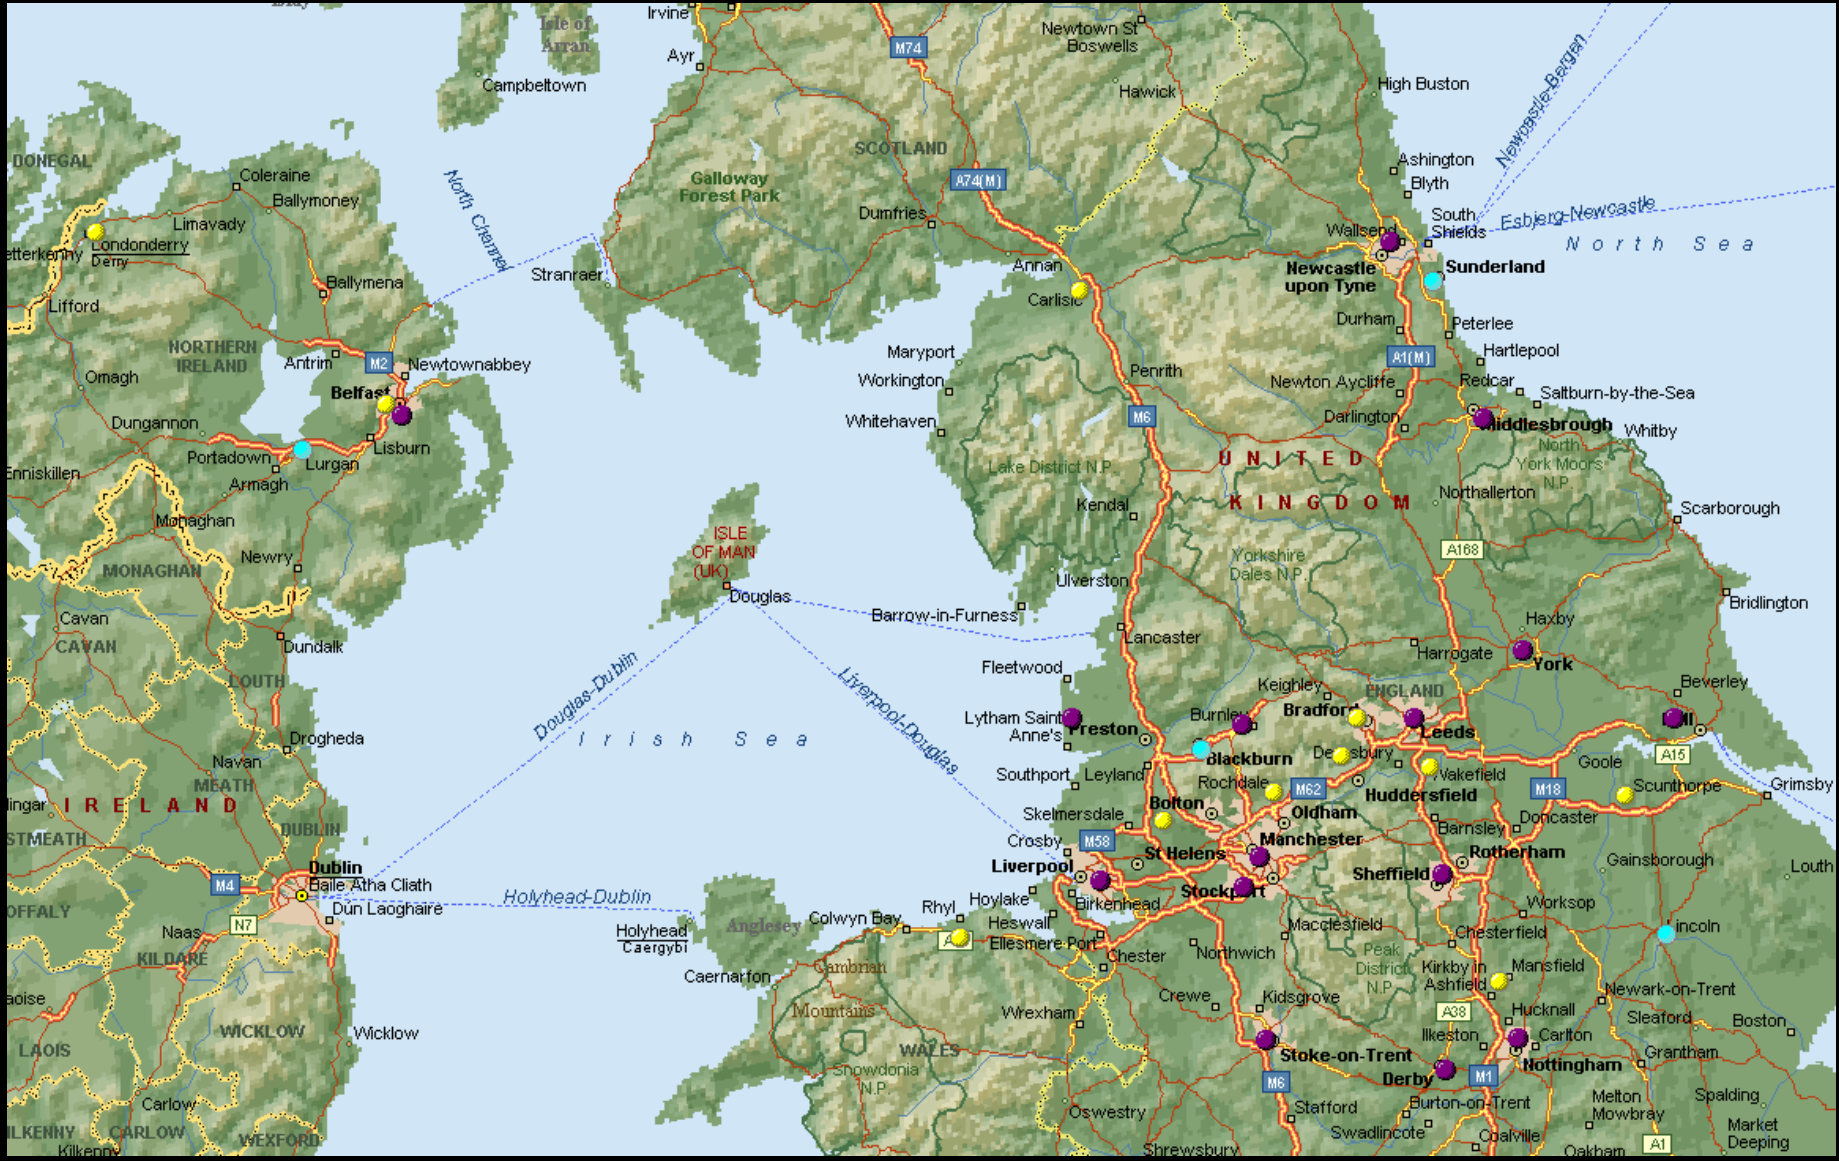 Irvine
Isle of
Arran
Newtown St
Boswells
M74
Ayr
Campbeltown
High Buston
Hawick
Newcastle-Bergen
DONEGAL
SCOTLAND
Ashington
Coleraine
North Channel
Galloway
Forest Park
A74(M)
Blyth
Ballymoney
Limavady
Dumfries
South
Shields
Esbjerg-Newcastle
Wallsend
North Sea
Londonderry
Derry
etterkenny
Stranraer
Annan
Newcastle
upon Tyne
Sunderland
Ballymena
Lifford
Carlisle
Durham
Peterlee
NORTHERN
IRELAND
Antrim
M2
Newtownabbey
Maryport
A1(M)
Hartlepool
Omagh
Belfast
Workington
Penrith
Newton Aycliffe
Redcar
Saltburn-by-the-Sea
Dungannon
Whitehaven
M6
Darlington
Middlesbrough
Whitby
Lisburn
Portadown
Lurgan
UNITED
North
York Moors
N.P.
Enniskillen
Armagh
Lake District N.P.
Northallerton
KINGDOM
Kendal
Scarborough
Monaghan
ISLE
OF MAN
(UK)
A168
Newry
Yorkshire
Dales N.P.
MONAGHAN
Ulverston
Douglas
Barrow-in-Furness
Bridlington
Cavan
Haxby
CAVAN
Dundalk
Lancaster
Harrogate
York
Fleetwood
LOUTH
Douglas-Dublin
Liverpool-Douglas
Keighley
ENGLAND
Beverley
Lytham Saint
Anne's
Preston
Burnley
Bradford
Leeds
Drogheda
Irish Sea
Blackburn
A15
Navan
Goole
Southport
Leyland
Rochdale
Wakefield
MEATH
M62
Huddersfield
M18
Scunthorpe
Grimsby
lingar
IRELAND
Bolton
Skelmersdale
Oldham
Doncaster
STMEATH
DUBLIN
Crosby
M58
Manchester
Barnsley
Dublin
Liverpool
St Helens
Rotherham
Gainsborough
Louth
M4
Baile Atha Cliath
Holyhead-Dublin
Sheffield
OFFALY
Dún Laoghaire
Hoylake
Birkenhead
Stockport
Worksop
N7
Anglesey
Colwyn Bay
Rhyl
Heswall
Macclesfield
Naas
Holyhead
Caergybi
Ellesmere Port
Chesterfield
Lincoln
KILDARE
Chester
Northwich
Peak
District
N.P.
Caernarfon
Cambrian
Mountains
Kirkby in
Ashfield
Mansfield
aoise
Crewe
Kidsgrove
Newark-on-Trent
Wrexham
A38
Hucknall
WICKLOW
Wicklow
Ilkeston
Carlton
Sleaford
Boston
LAOIS
WALES
Stoke-on-Trent
Grantham
Snowdonia
N.P.
Nottingham
M6
Derby
M1
Carlow
Oswestry
Stafford
Burton-on-Trent
Melton
Mowbray
Spalding
ILKENNY
CARLOW
WEXFORD
Swadlincote
Coalville
Market
Deeping
Kilkenny
Shrewsbury
Oakham
A1